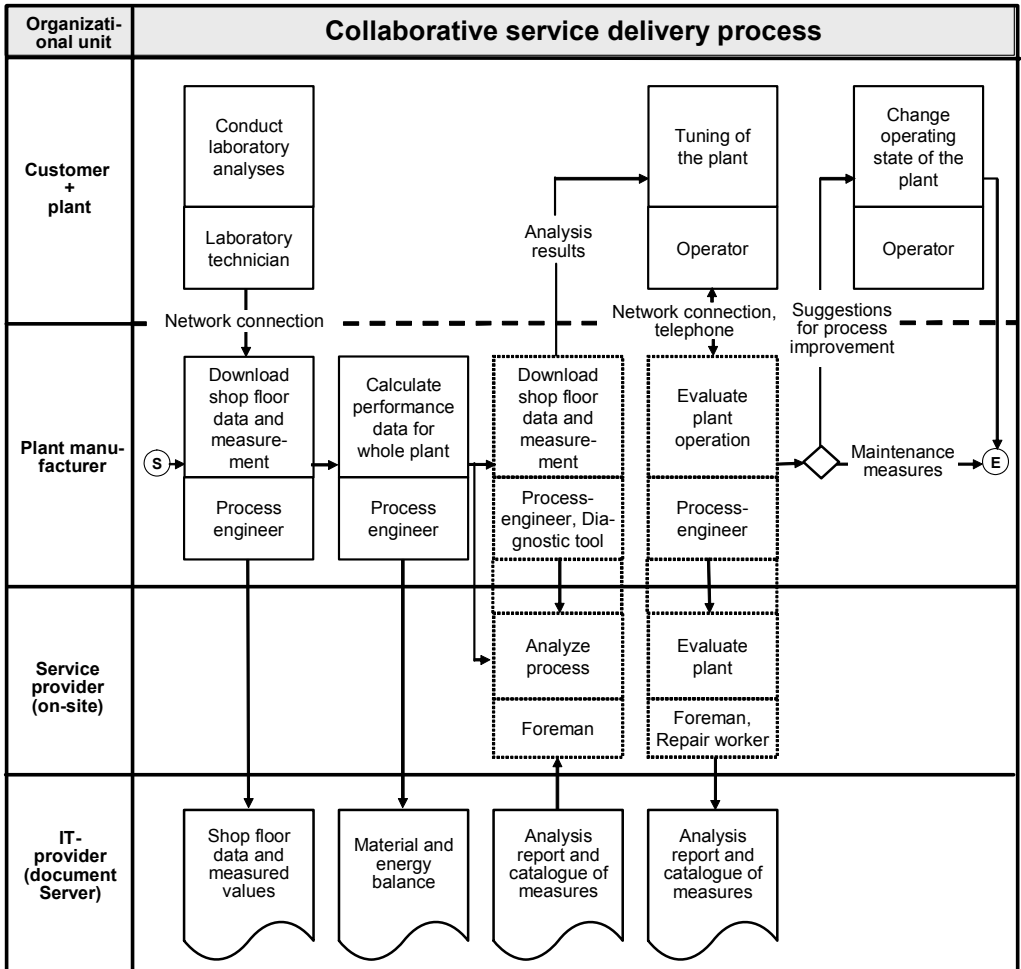 Organizati-
onal unit
Collaborative service delivery process
Customer
+
plant
Conduct
laboratory
analyses
Laboratory
technician
Tuning of
the plant
Operator
Change
operating
state of the
plant
Operator
Analysis
results
Network connection
Network connection,
telephone
Suggestions
for process
improvement
Plant manu-
facturer
S
Download
shop floor
data and
measure-
ment
Process
engineer
Calculate
performance
data for
whole plant
Process
engineer
Download
shop floor
data and
measure-
ment
Process-
engineer, Dia-
gnostic tool
Evaluate
plant
operation
Process-
engineer
Maintenance
measures
E
Service
provider
(on-site)
Analyze
process
Foreman
Evaluate
plant
Foreman,
Repair worker
IT-
provider
(document
Server)
Shop floor
data and
measured
values
Material and
energy
balance
Analysis
report and
catalogue of
measures
Analysis
report and
catalogue of
measures